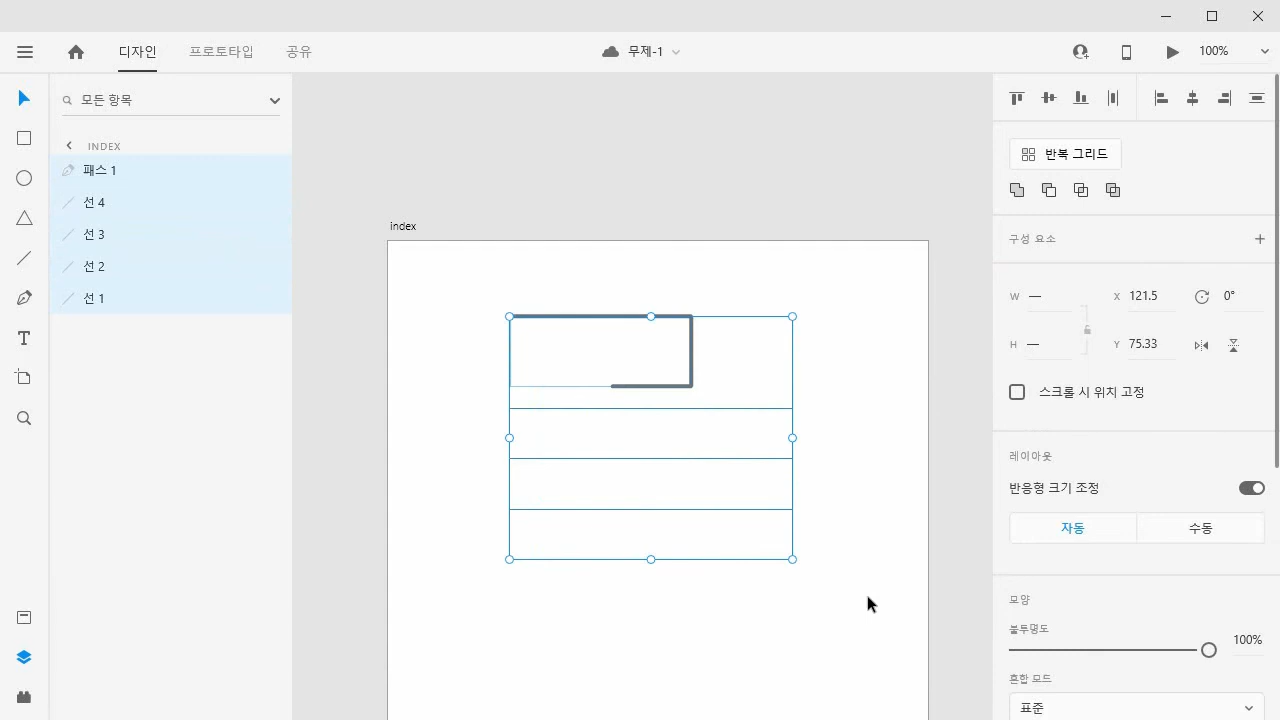 디자인 프로토타입 공유 무제-1 100%
모든 항목
INDEX
패스 1
선 4
선 3
선 2
선 1
index
반복 그리드
구성 요소
W — X 121.5 0°
H — Y 75.33
스크롤 시 위치 고정
레이아웃
반응형 크기 조정
자동 수동
모양
불투명도
100%
혼합 모드
표준